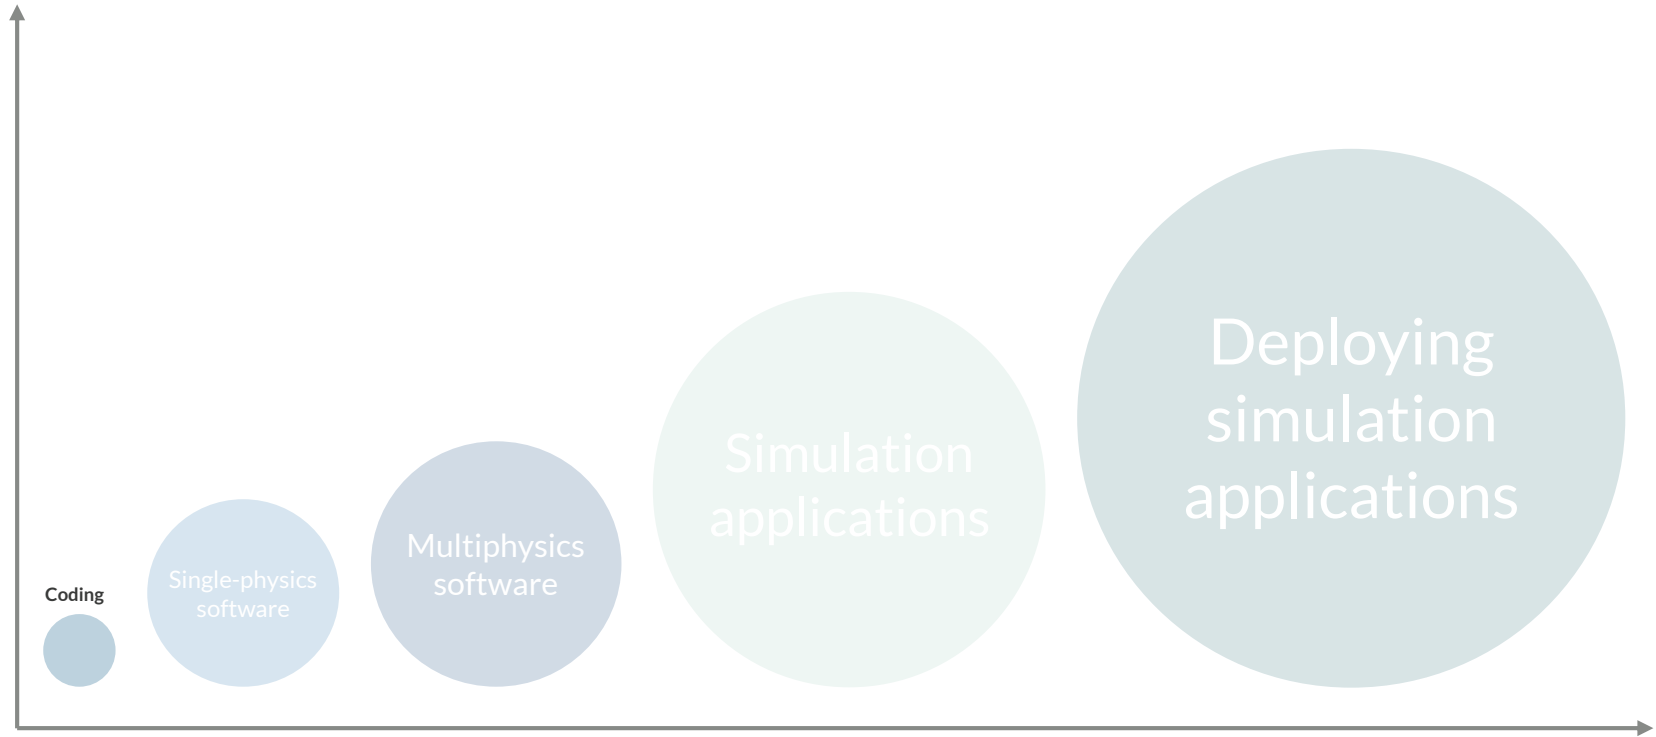 Coding
Single-physics
software
Multiphysics
software
Simulation
applications
Deploying
simulation
applications